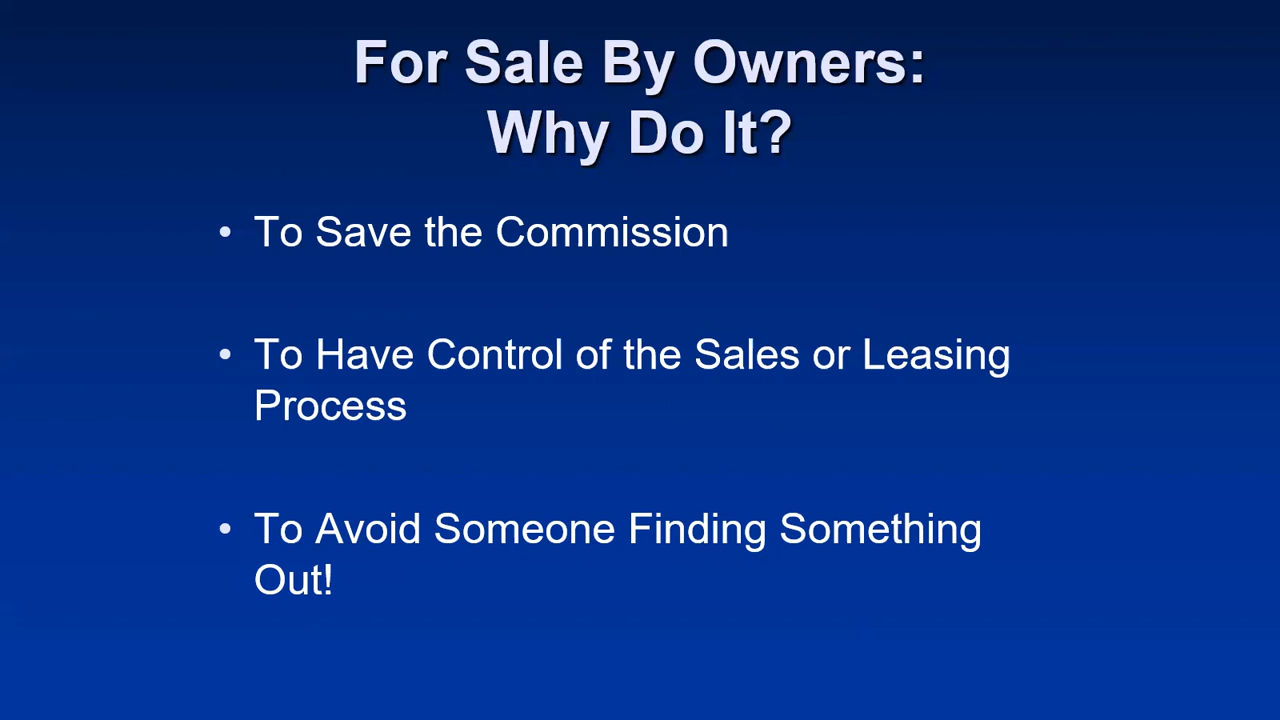 For Sale By Owners:
Why Do It?
• To Save the Commission
• To Have Control of the Sales or Leasing
Process
• To Avoid Someone Finding Something
Out!